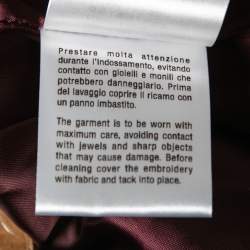 Prestare molta attenzione
durante l'indossamento, evitando
contatto con gioielli e monili che
potrebbero danneggiarlo. Prima
del lavaggio coprire il ricamo con
un panno imbastito.
The garment is to be worn with
maximum care, avoiding contact
with jewels and sharp objects
that may cause damage. Before
cleaning cover the embroidery
with fabric and tack into place.